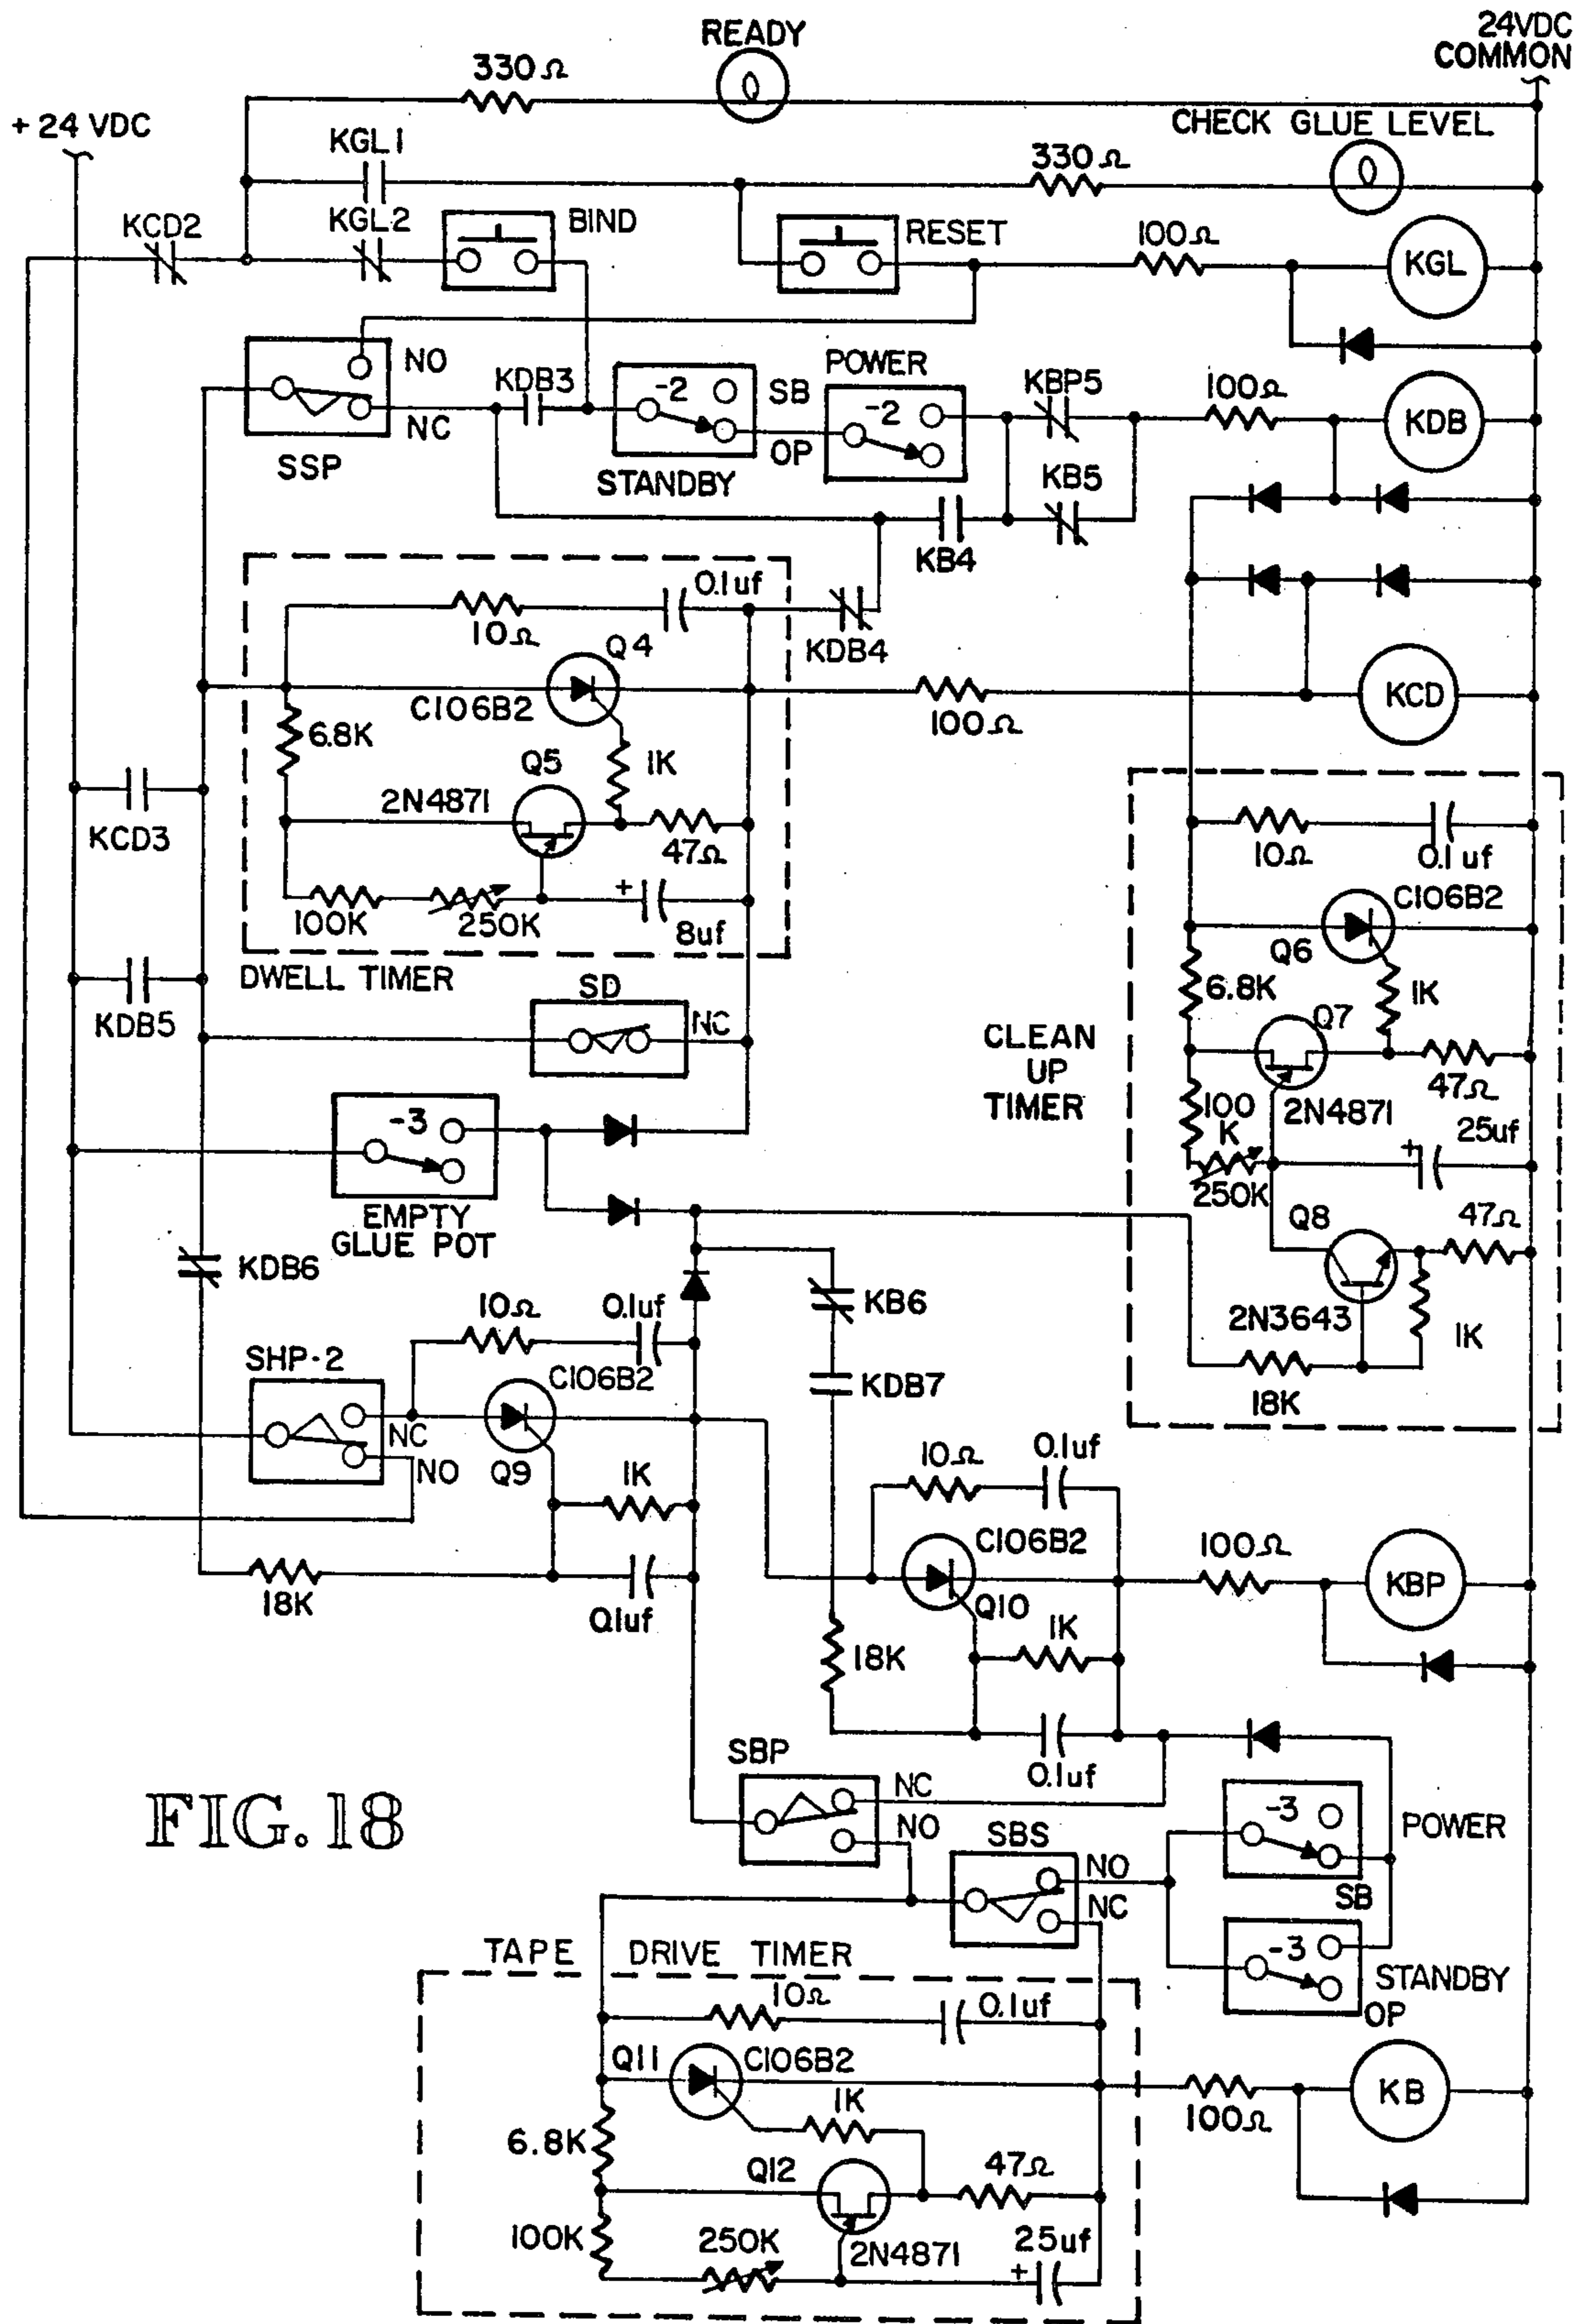 READY
24VDC
COMMON
330Ω
+ 24 VDC
CHECK GLUE LEVEL
KGL1
330Ω
KCD2
KGL2
BIND
RESET
100Ω
KGL
NO
NC
SSP
KDB3
-2
SB
OP
STANDBY
POWER
-2
KBP5
100Ω
KDB
KB5
KB4
0.1uf
10Ω
Q4
KDB4
C106B2
KCD
100Ω
6.8K
1K
Q5
2N4871
KCD3
47Ω
10Ω
0.1 uf
100K
250K
+
8uf
C106B2
Q6
DWELL TIMER
6.8K
1K
SD
NC
KDB5
Q7
CLEAN
UP
TIMER
47Ω
100
K
2N4871
25uf
+
-3
250K
EMPTY
GLUE POT
Q8
47Ω
KDB6
10Ω
0.1uf
KB6
2N3643
1K
SHP-2
C106B2
KDB7
18K
NC
NO
Q9
1K
10Ω
0.1uf
C106B2
100Ω
KBP
18K
0.1uf
Q10
1K
18K
SBP
NC
NO
0.1uf
FIG. 18
-3
POWER
SBS
NO
NC
SB
TAPE DRIVE TIMER
-3
STANDBY
OP
10Ω
0.1uf
Q11
C106B2
1K
KB
100Ω
6.8K
Q12
47Ω
100K
250K
2N4871
25uf
+